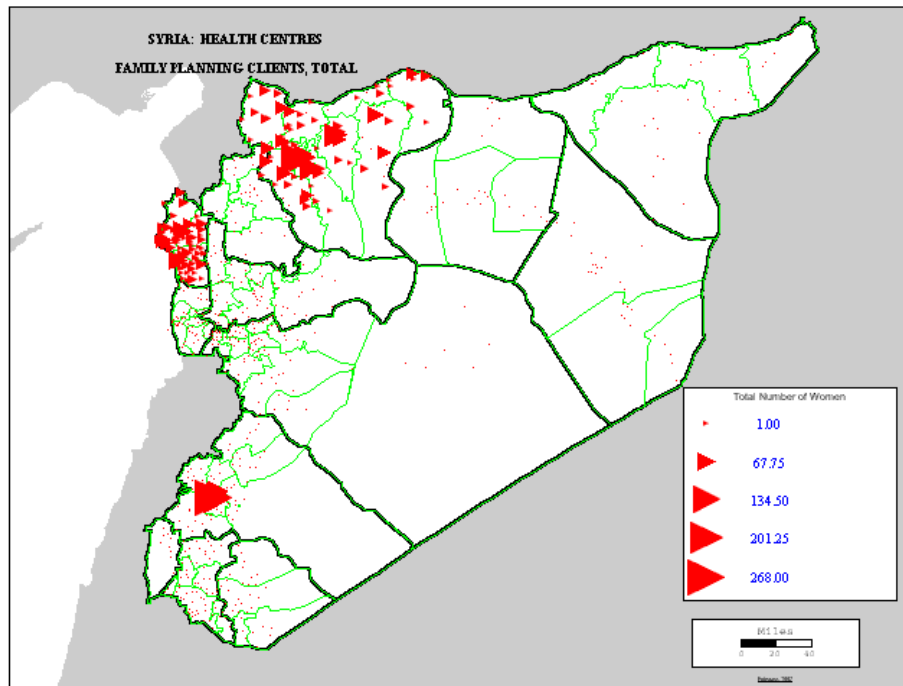 SYRIA: HEALTH CENTRES
FAMILY PLANNING CLIENTS, TOTAL
Total Number of Women
1.00
67.75
134.50
201.25
268.00
Miles
0 20 40